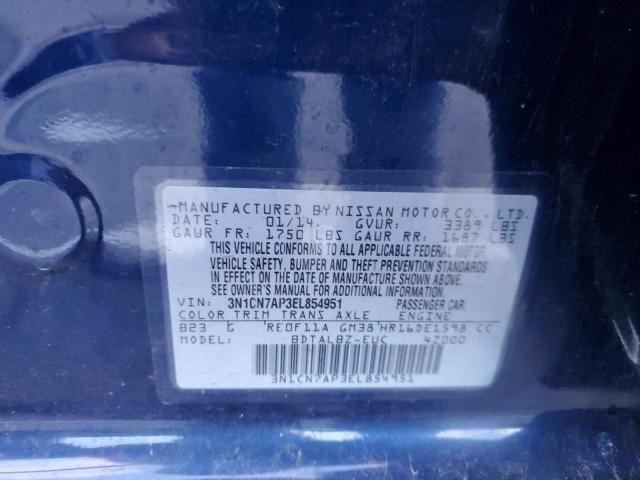 MANUFACTURED BY NISSAN MOTOR CO., LTD.
DATE: 01/14. GVWR: 3389 LBS
GAWR FR: 1750 LBS GAWR RR: 1687 LBS
THIS VEHICLE CONFORMS TO ALL APPLICABLE FEDERAL MOTOR
VEHICLE SAFETY, BUMPER AND THEFT PREVENTION STANDARDS
IN EFFECT ON THE DATE OF MANUFACTURE SHOWN ABOVE.
SEE OWNER'S MANUAL FOR ADDITIONAL INFORMATION.
VIN: 3N1CN7AP3EL854951 PASSENGER CAR.
COLOR TRIM TRANS AXLE ENGINE
B23 G RE0F11A GM38 HR16DE1598 CC
MODEL: BDTALBZ-EUC 4Z000
3N1CN7AP3EL854951